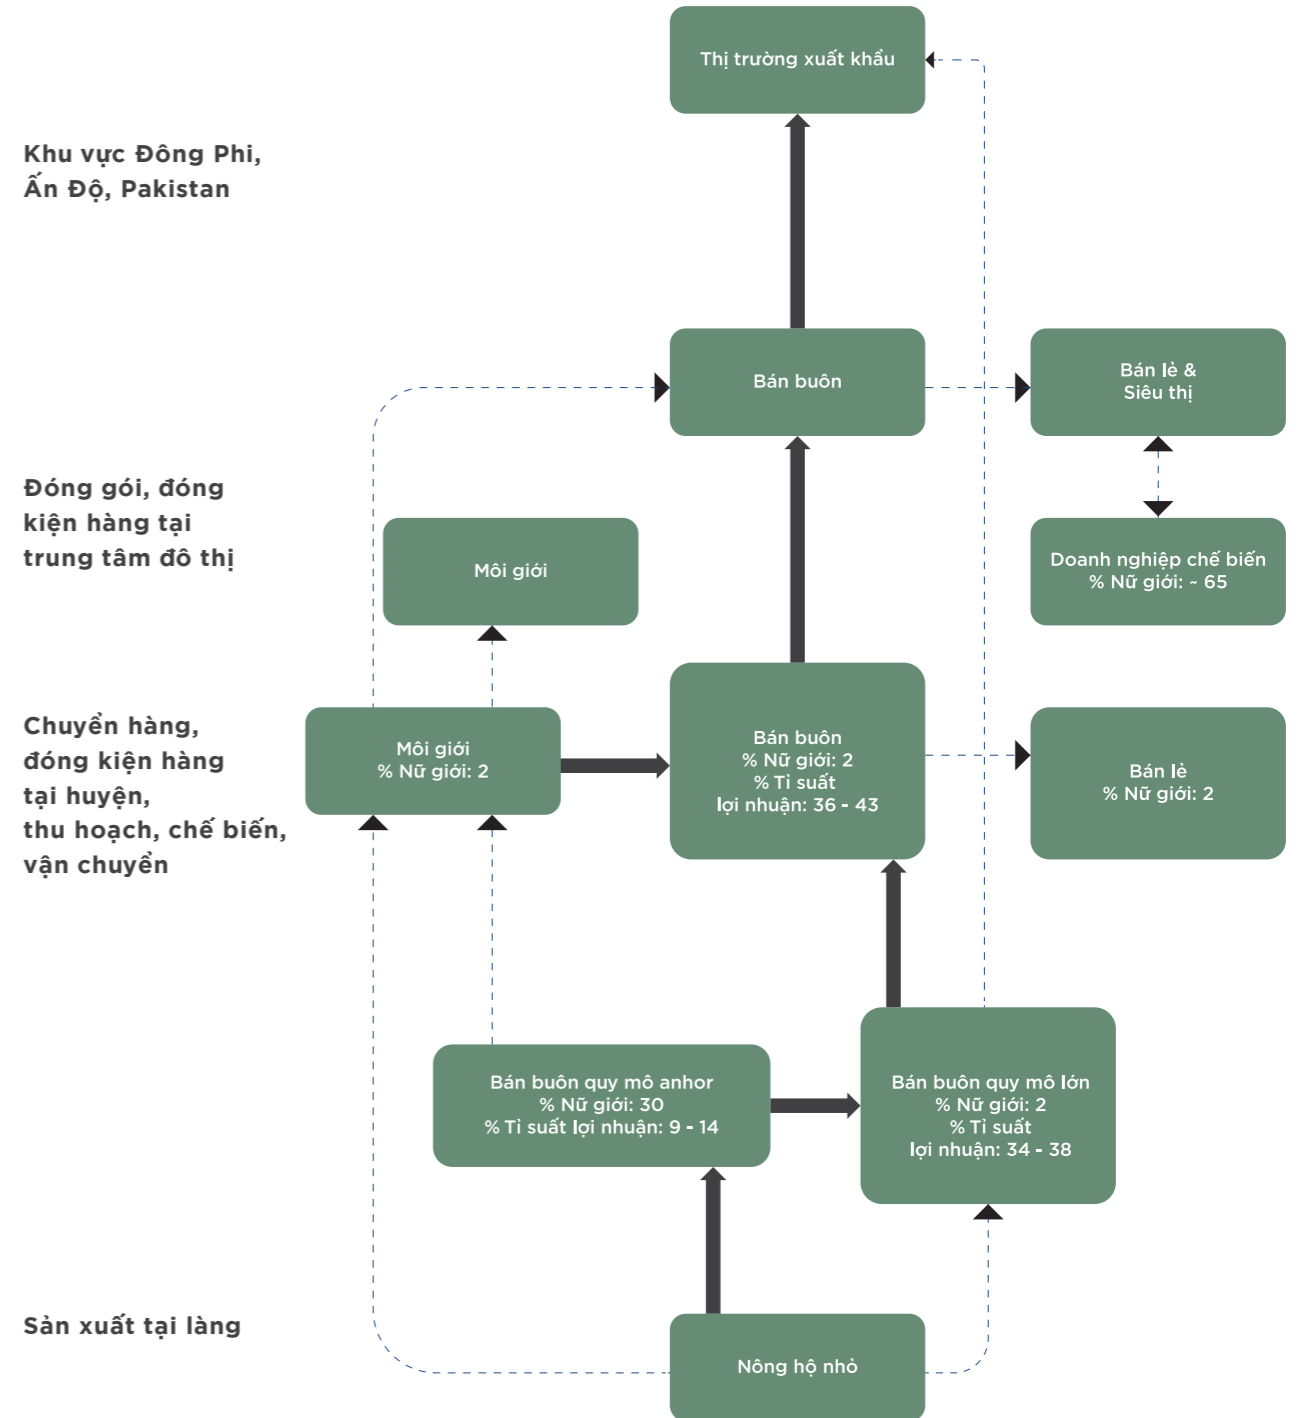 Thị trường xuất khẩu
Khu vực Đông Phi,
Ấn Độ, Pakistan
Bán buôn
Bán lẻ &
Siêu thị
Đóng gói, đóng
kiện hàng tại
trung tâm đô thị
Môi giới
Doanh nghiệp chế biến
% Nữ giới: ~ 65
Chuyển hàng,
đóng kiện hàng
tại huyện,
thu hoạch, chế biến,
vận chuyển
Môi giới
% Nữ giới: 2
Bán buôn
% Nữ giới: 2
% Tỉ suất
lợi nhuận: 36 - 43
Bán lẻ
% Nữ giới: 2
Bán buôn quy mô anhor
% Nữ giới: 30
% Tỉ suất lợi nhuận: 9 - 14
Bán buôn quy mô lớn
% Nữ giới: 2
% Tỉ suất
lợi nhuận: 34 - 38
Sản xuất tại làng
Nông hộ nhỏ